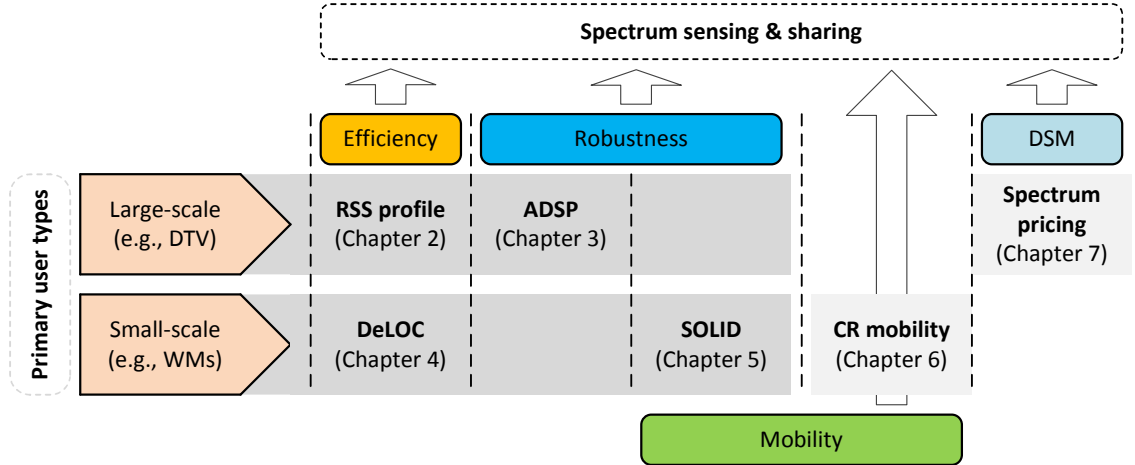 Spectrum sensing & sharing
Efficiency
Robustness
DSM
Primary user types
Large-scale
(e.g., DTV)
RSS profile
(Chapter 2)
ADSP
(Chapter 3)
Spectrum
pricing
(Chapter 7)
Small-scale
(e.g., WMs)
DeLOC
(Chapter 4)
SOLID
(Chapter 5)
CR mobility
(Chapter 6)
Mobility